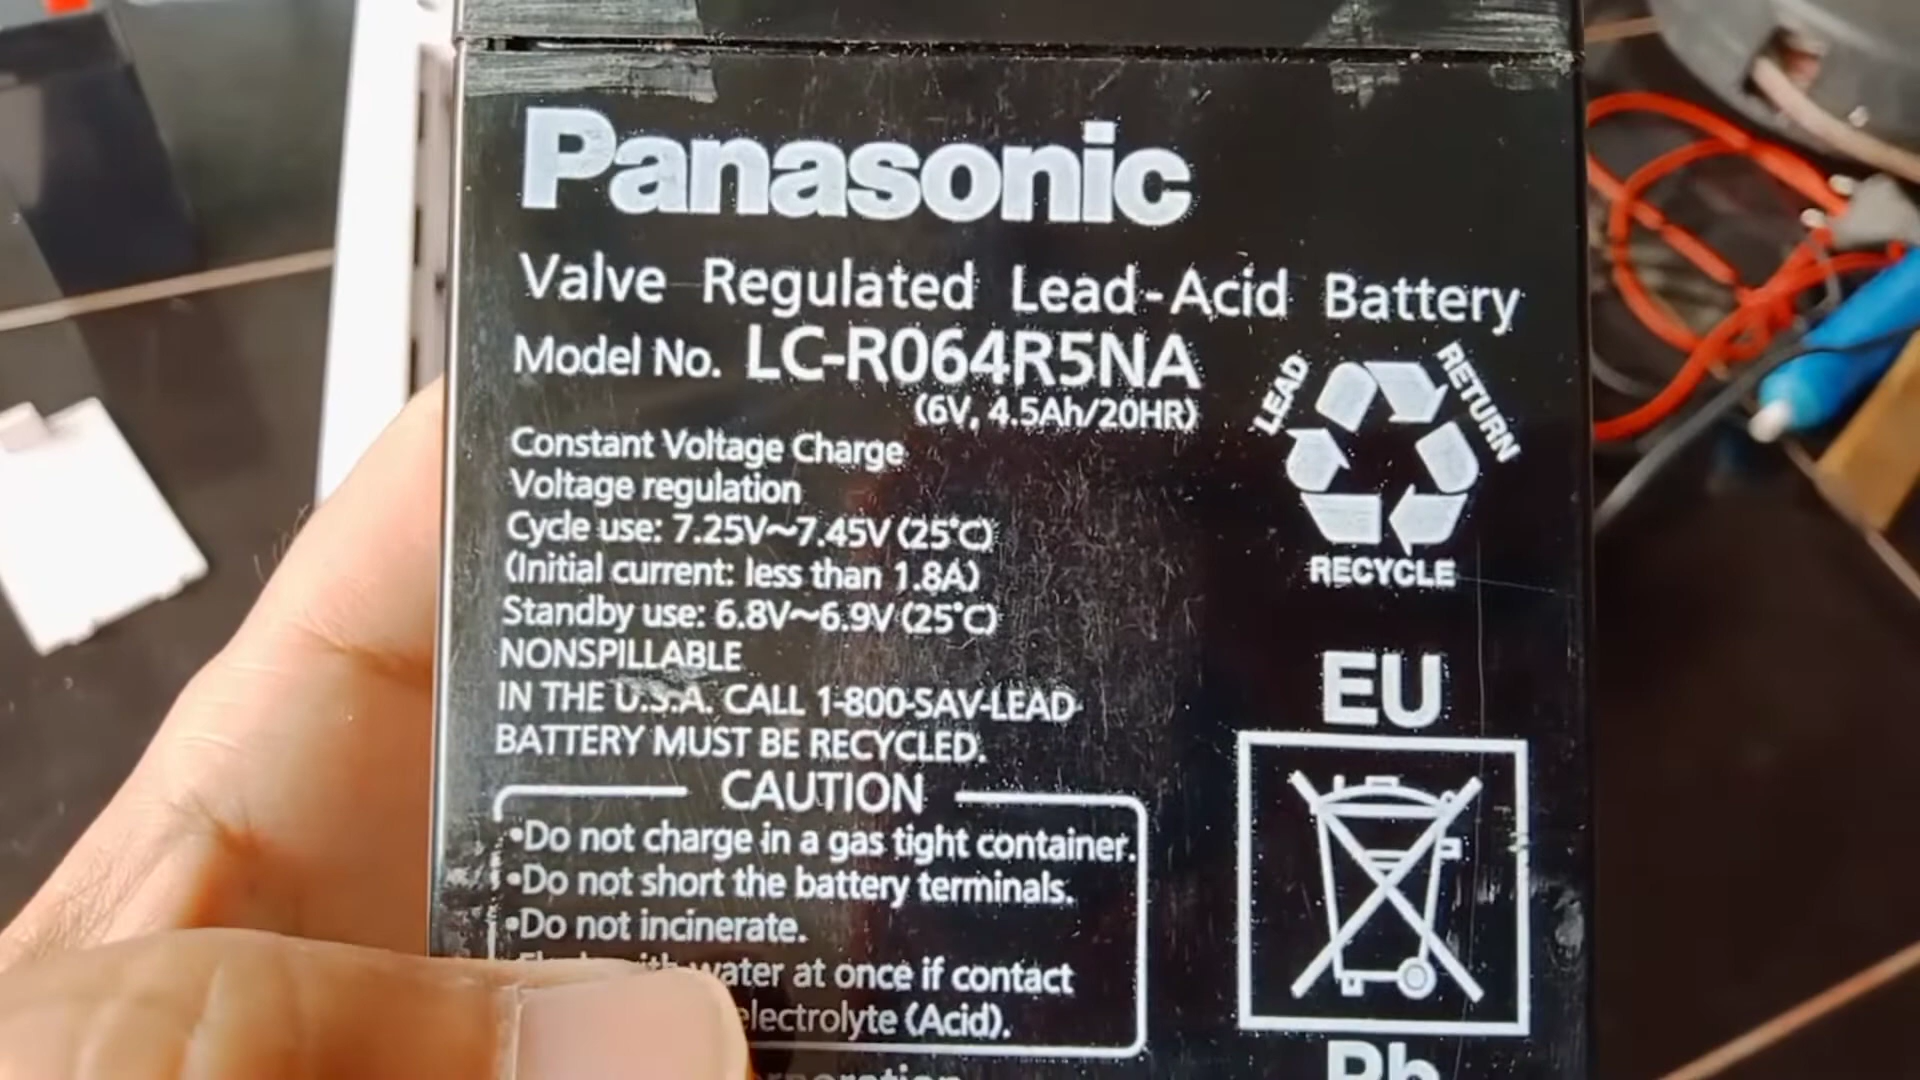 Panasonic
Valve Regulated Lead-Acid Battery
Model No. LC-R064R5NA
(6V, 4.5Ah/20HR)
Constant Voltage Charge
Voltage regulation
Cycle use: 7.25V~7.45V (25°C)
(Initial current: less than 1.8A)
Standby use: 6.8V~6.9V (25°C)
NONSPILLABLE
IN THE U.S.A. CALL 1-800-SAV-LEAD
BATTERY MUST BE RECYCLED.
LEAD
RETURN
RECYCLE
EU
CAUTION
•Do not charge in a gas tight container.
•Do not short the battery terminals.
•Do not incinerate.
water at once if contact
electrolyte (Acid).
Pb